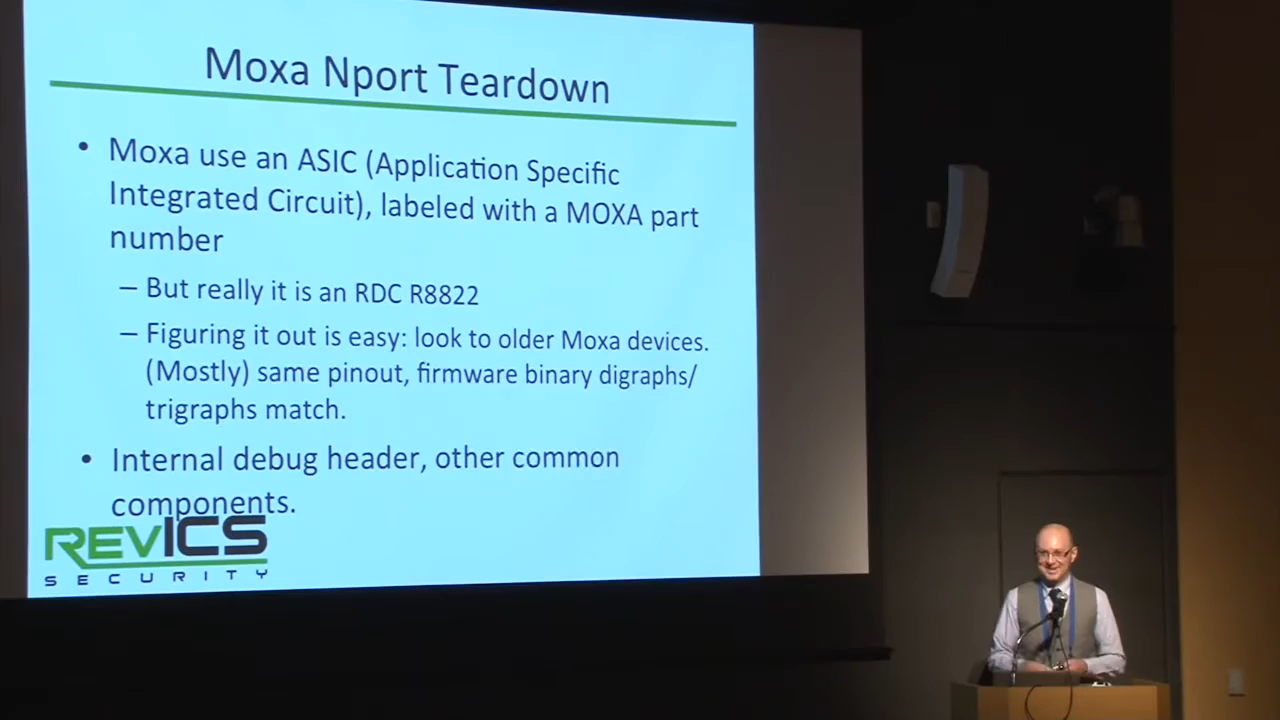 Moxa Nport Teardown
• Moxa use an ASIC (Application Specific
Integrated Circuit), labeled with a MOXA part
number
– But really it is an RDC R8822
– Figuring it out is easy: look to older Moxa devices.
(Mostly) same pinout, firmware binary digraphs/
trigraphs match.
• Internal debug header, other common
components.
REVICS
SECURITY